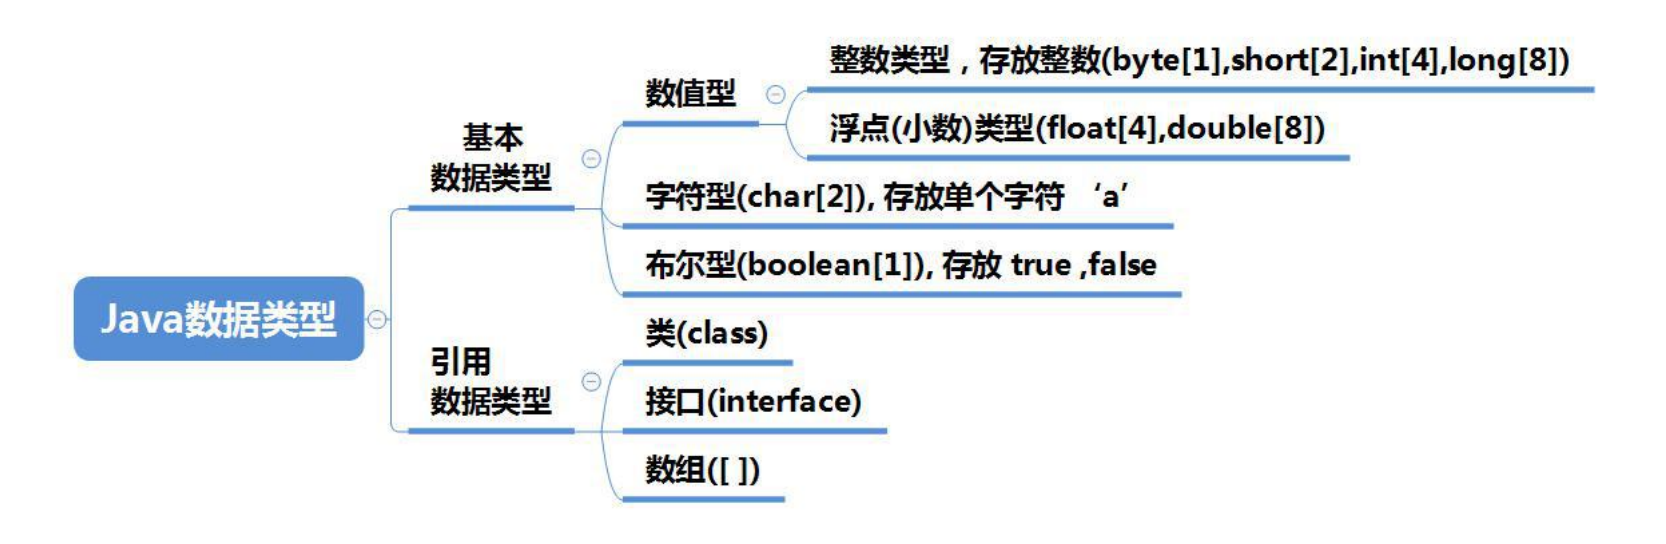 Java数据类型
基本
数据类型
数值型
整数类型，存放整数(byte[1],short[2],int[4],long[8])
浮点(小数)类型(float[4],double[8])
字符型(char[2]), 存放单个字符 ‘a’
布尔型(boolean[1]), 存放 true ,false
引用
数据类型
类(class)
接口(interface)
数组([ ])